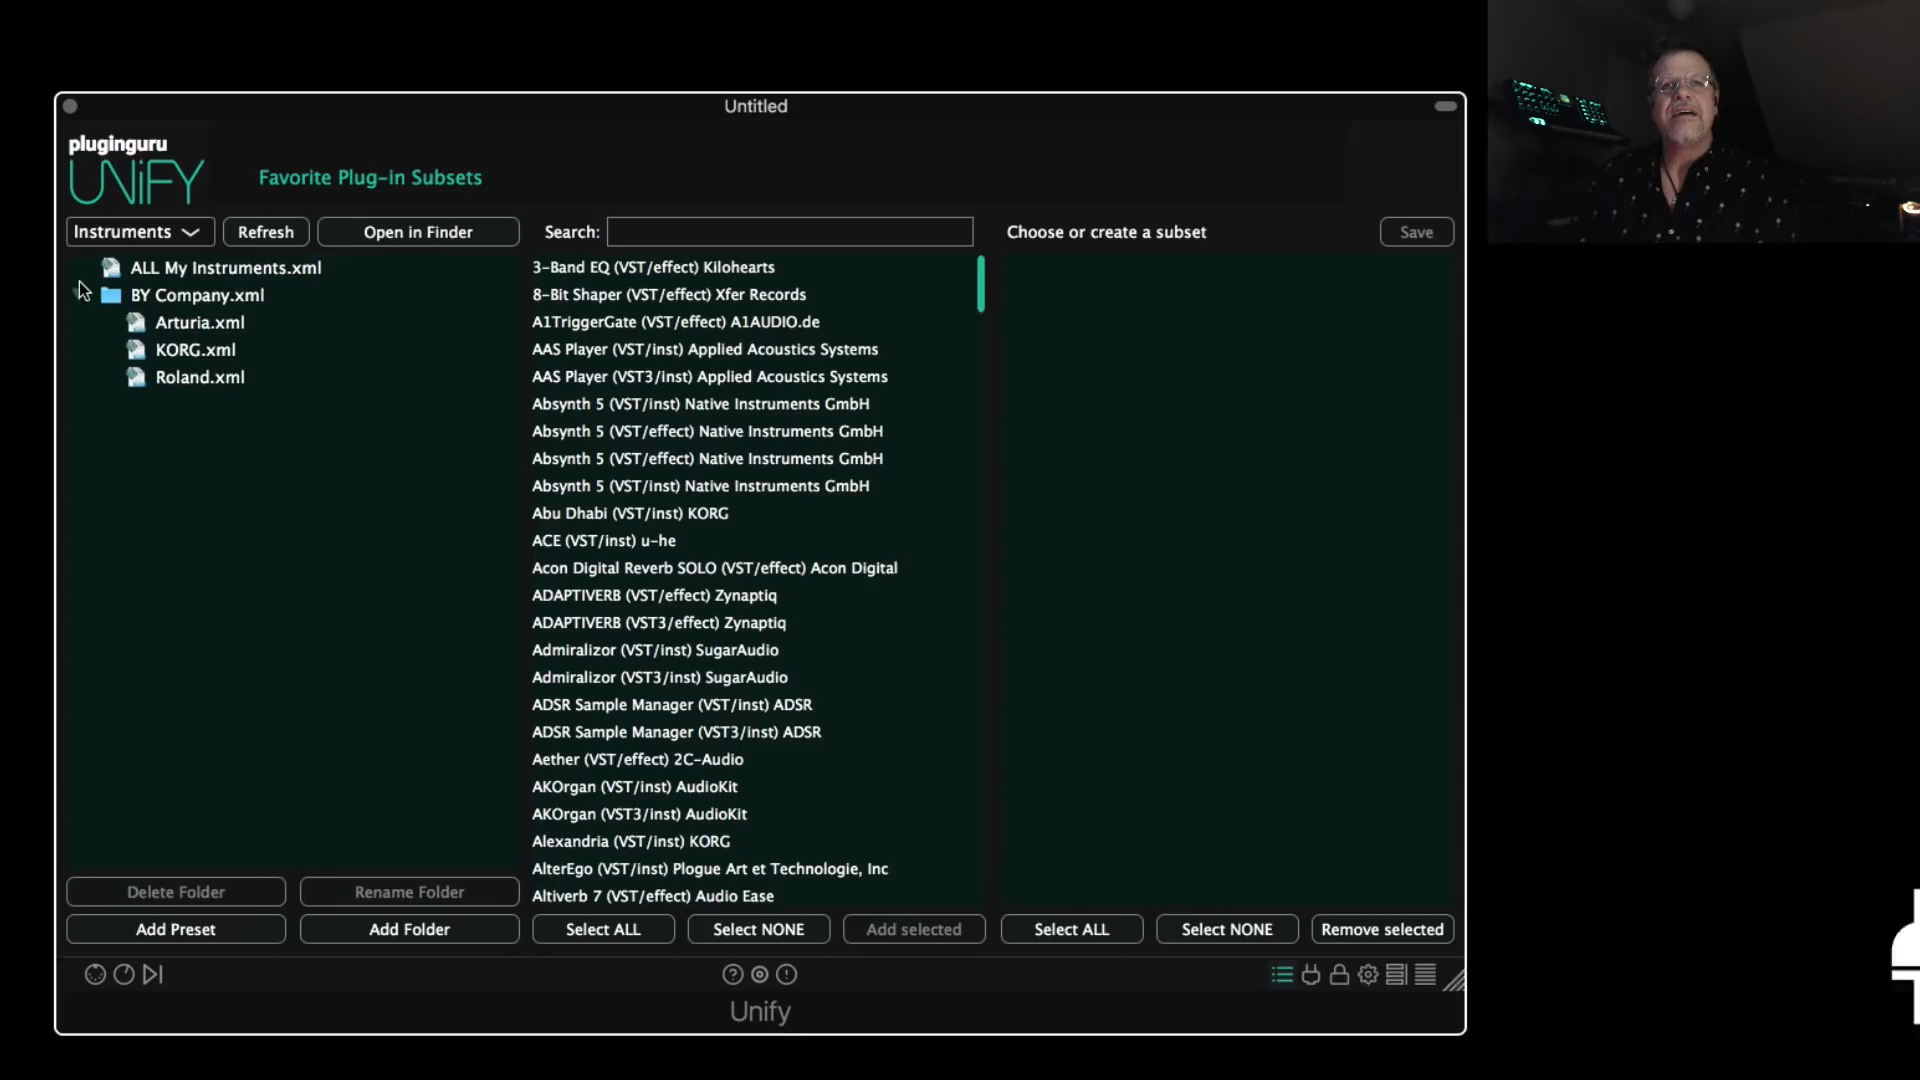 Untitled
pluginguru
UNiFY
Favorite Plug-in Subsets
Instruments
Refresh
Open in Finder
Search:
Choose or create a subset
Save
ALL My Instruments.xml
BY Company.xml
Arturia.xml
KORG.xml
Roland.xml
3-Band EQ (VST/effect) Kilohearts
8-Bit Shaper (VST/effect) Xfer Records
A1TriggerGate (VST/effect) A1AUDIO.de
AAS Player (VST/inst) Applied Acoustics Systems
AAS Player (VST3/inst) Applied Acoustics Systems
Absynth 5 (VST/inst) Native Instruments GmbH
Absynth 5 (VST/effect) Native Instruments GmbH
Absynth 5 (VST/effect) Native Instruments GmbH
Absynth 5 (VST/inst) Native Instruments GmbH
Abu Dhabi (VST/inst) KORG
ACE (VST/inst) u-he
Acon Digital Reverb SOLO (VST/effect) Acon Digital
ADAPTIVERB (VST/effect) Zynaptiq
ADAPTIVERB (VST3/effect) Zynaptiq
Admiralizor (VST/inst) SugarAudio
Admiralizor (VST3/inst) SugarAudio
ADSR Sample Manager (VST/inst) ADSR
ADSR Sample Manager (VST3/inst) ADSR
Aether (VST/effect) 2C-Audio
AKOrgan (VST/inst) AudioKit
AKOrgan (VST3/inst) AudioKit
Alexandria (VST/inst) KORG
AlterEgo (VST/inst) Plogue Art et Technologie, Inc
Altiverb 7 (VST/effect) Audio Ease
Delete Folder
Rename Folder
Add Preset
Add Folder
Select ALL
Select NONE
Add selected
Select ALL
Select NONE
Remove selected
Unify